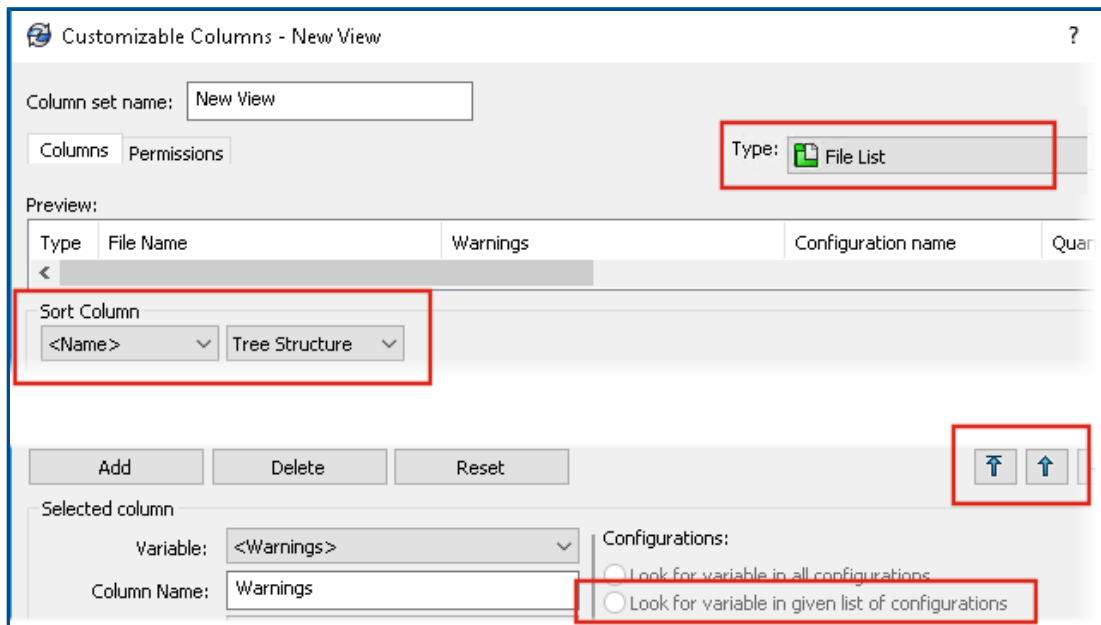 Customizable Columns - New View ?
Column set name: New View
Columns Permissions
Type: File List
Preview:
Type File Name Warnings Configuration name
Sort Column
<Name> Tree Structure
Add Delete Reset
Selected column
Variable: <Warnings> Configurations:
Look for variable in all configurations
Column Name: Warnings
Look for variable in given list of configurations